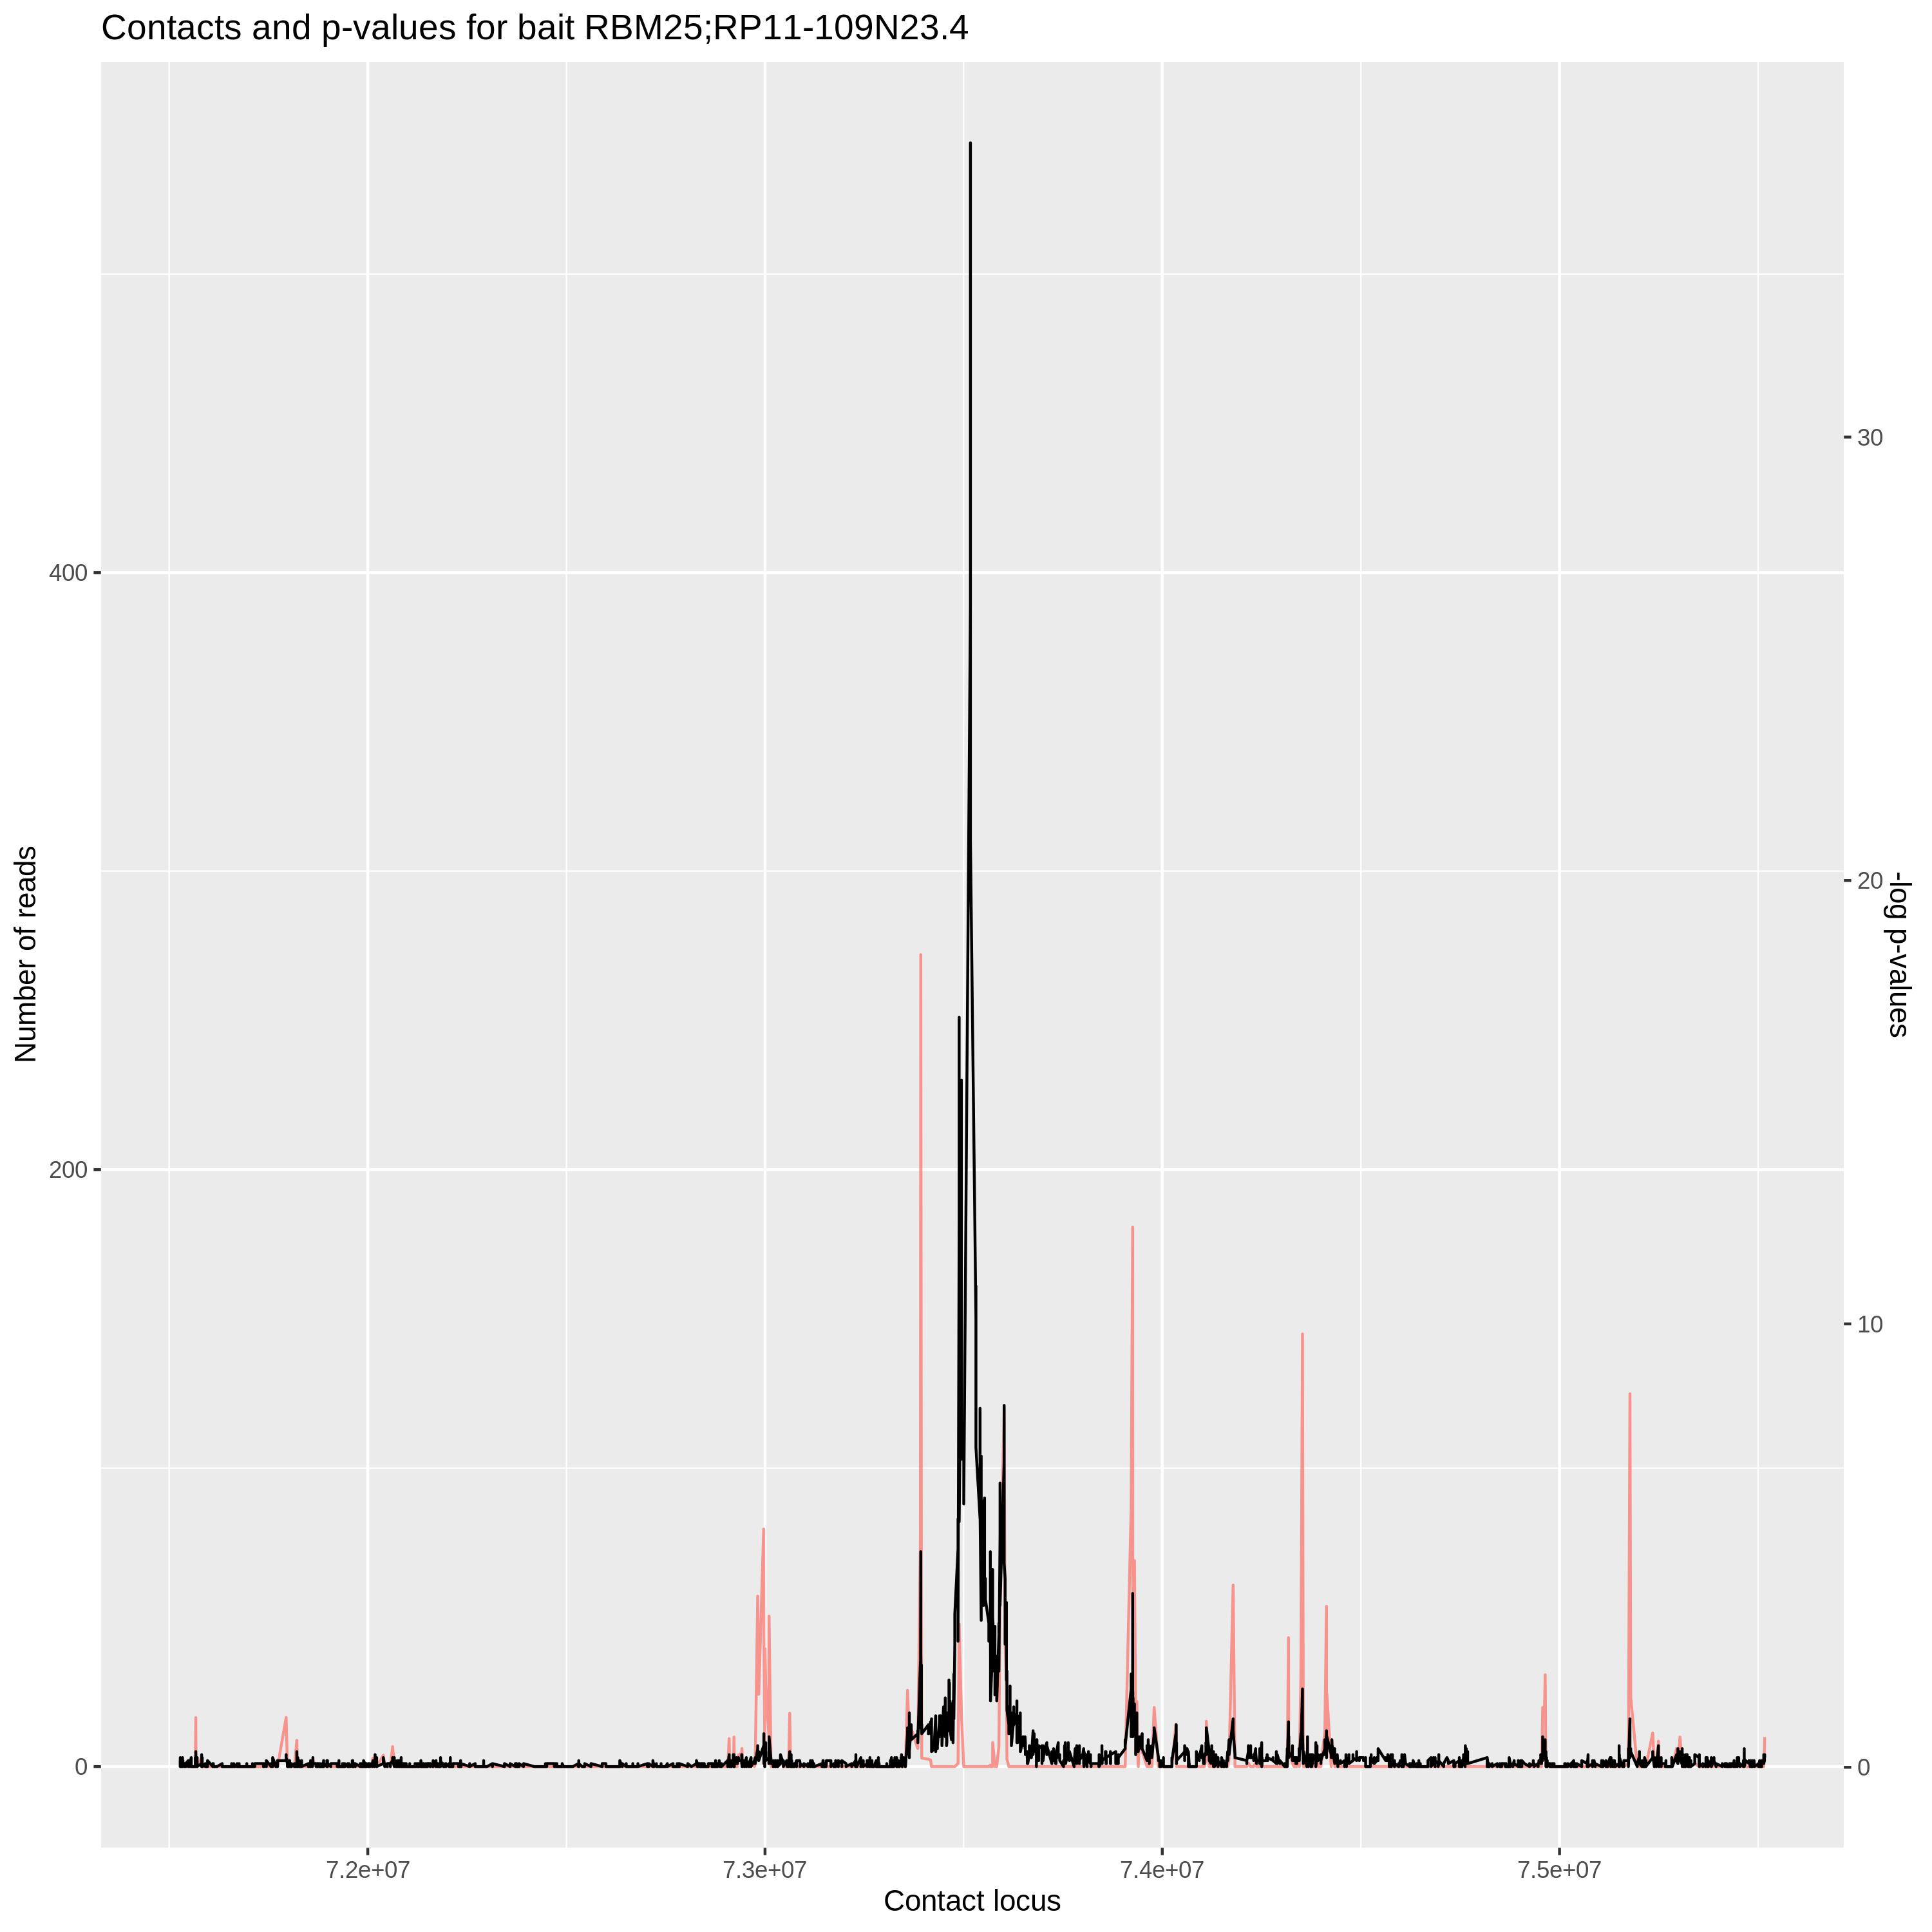 Contacts and p-values for bait RBM25;RP11-109N23.4
Number of reads
400
200
0
30
20
10
0
-log p-values
7.2e+07
7.3e+07
7.4e+07
7.5e+07
Contact locus